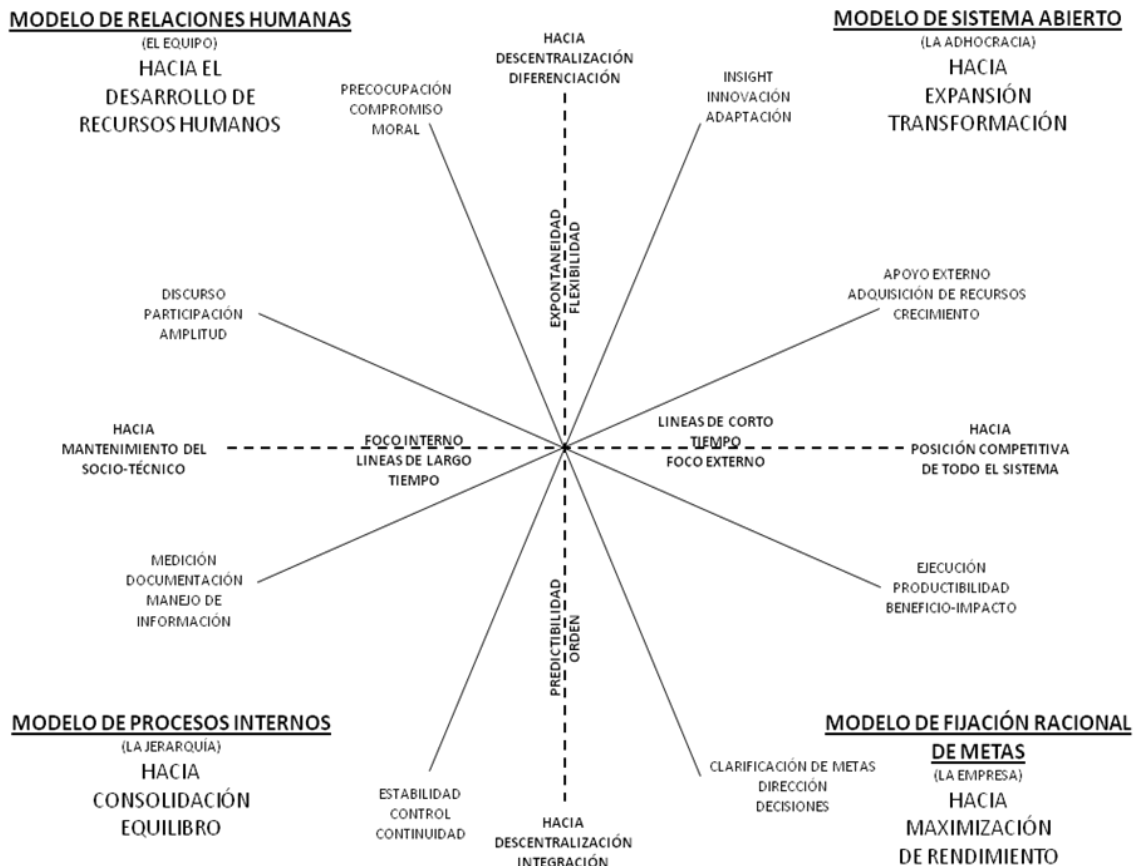 MODELO DE RELACIONES HUMANAS
(EL EQUIPO)
HACIA EL
DESARROLLO DE
RECURSOS HUMANOS
HACIA
DESCENTRALIZACIÓN
DIFERENCIACIÓN
MODELO DE SISTEMA ABIERTO
(LA ADHOCRACIA)
HACIA
EXPANSIÓN
TRANSFORMACIÓN
PRECOCUPACIÓN
COMPROMISO
MORAL
INSIGHT
INNOVACIÓN
ADAPTACIÓN
EXPONTANEIDAD
FLEXIBILIDAD
DISCURSO
PARTICIPACIÓN
AMPLITUD
APOYO EXTERNO
ADQUISICIÓN DE RECURSOS
CRECIMIENTO
HACIA
MANTENIMIENTO DEL
SOCIO-TÉCNICO
FOCO INTERNO
LINEAS DE LARGO
TIEMPO
LINEAS DE CORTO
TIEMPO
FOCO EXTERNO
HACIA
POSICIÓN COMPETITIVA
DE TODO EL SISTEMA
MEDICIÓN
DOCUMENTACIÓN
MANEJO DE
INFORMACIÓN
PREDICTIBILIDAD
ORDEN
EJECUCIÓN
PRODUCTIBILIDAD
BENEFICIO-IMPACTO
MODELO DE PROCESOS INTERNOS
(LA JERARQUÍA)
HACIA
CONSOLIDACIÓN
EQUILIBRO
ESTABILIDAD
CONTROL
CONTINUIDAD
HACIA
DESCENTRALIZACIÓN
INTEGRACIÓN
CLARIFICACIÓN DE METAS
DIRECCIÓN
DECISIONES
MODELO DE FIJACIÓN RACIONAL
DE METAS
(LA EMPRESA)
HACIA
MAXIMIZACIÓN
DE RENDIMIENTO